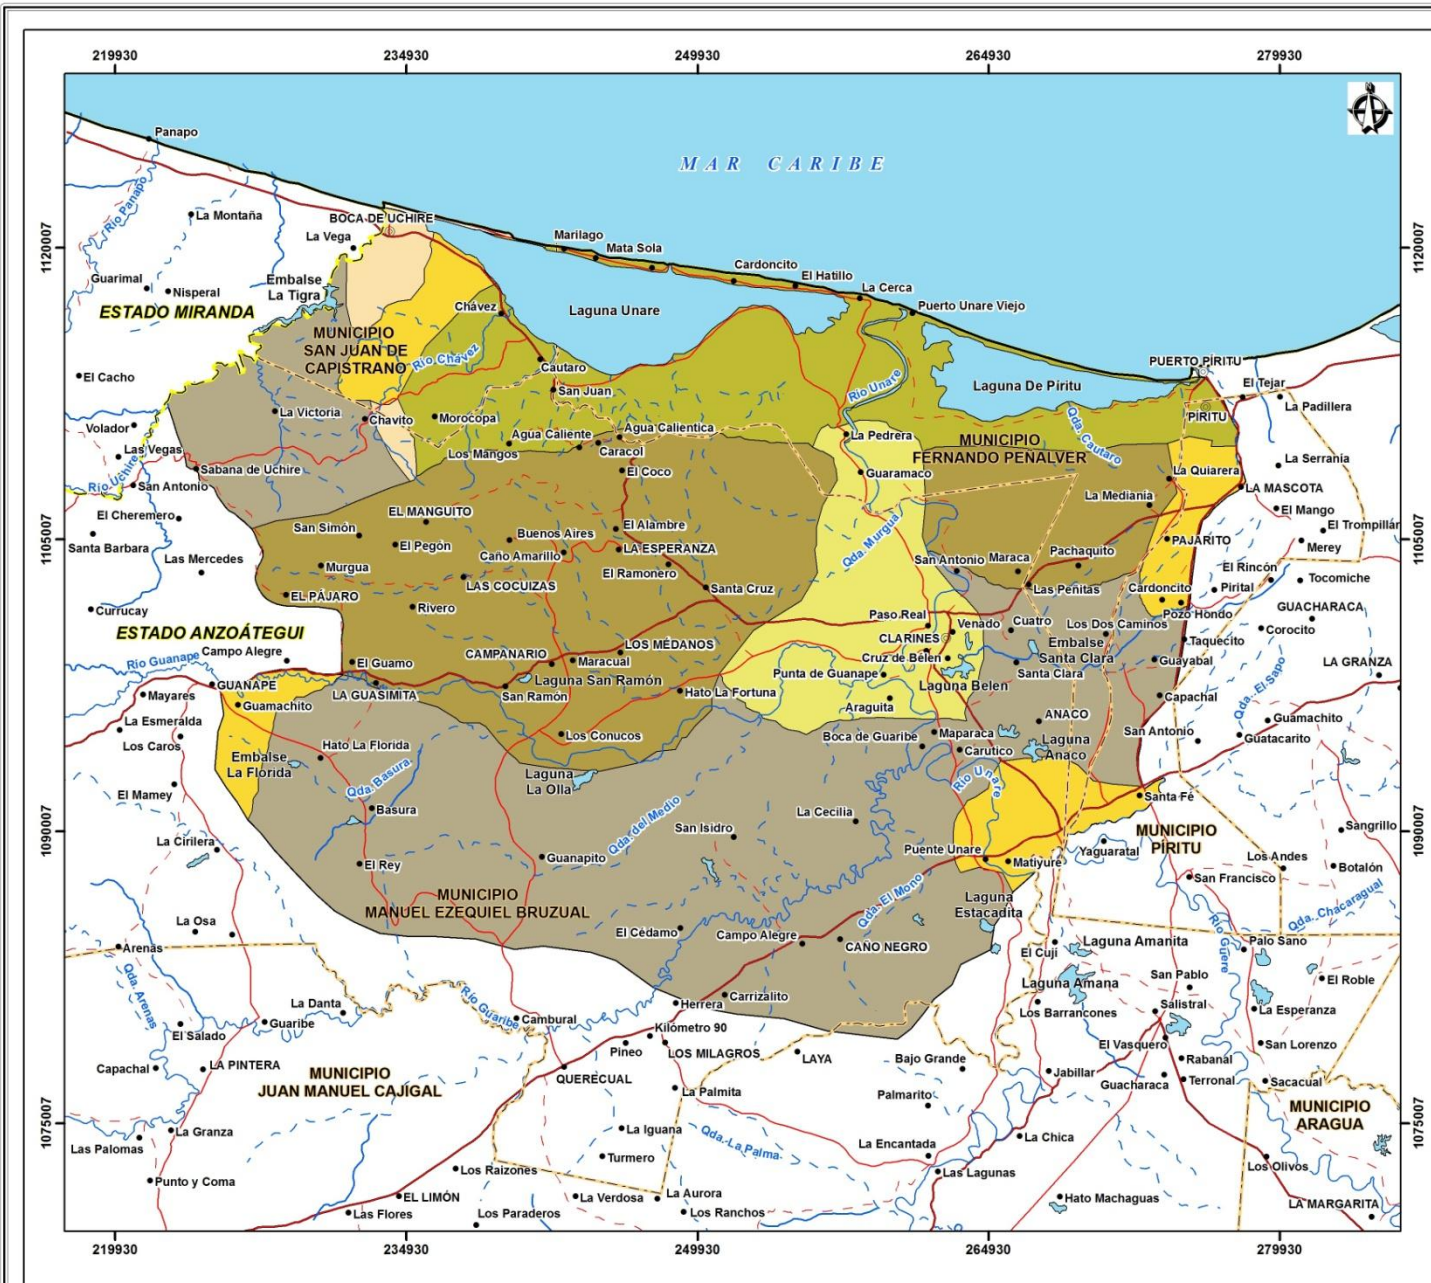 219930
234930
249930
264930
279930
Panapo
MAR CARIBE
Río Panapo
La Montaña
BOCA DE UCHIRE
La Vega
Marilago
Mata Sola
1120007
1120007
Cardoncito
El Hatillo
Guarimal
Nisperal
Embalse
La Tigra
La Cerca
Puerto Unare Viejo
ESTADO MIRANDA
Chávez
Laguna Unare
MUNICIPIO
SAN JUAN DE
CAPISTRANO
Río Chávez
Cautaro
PUERTO PÍRITU
El Cacho
San Juan
Río Unare
Laguna De Píritu
El Tejar
La Padillera
La Victoria
Chavito
Morocopa
PÍRITU
Volador
Agua Caliente
Agua Calientica
La Pedrera
Qda. Cautaro
Las Vegas
Los Mangos
Caracol
MUNICIPIO
FERNANDO PEÑALVER
Río Uchire
Sabana de Uchire
El Coco
Guaramaco
La Quiarera
La Serranía
San Antonio
La Medianía
LA MASCOTA
El Cheremero
EL MANGUITO
El Mango
San Simón
Buenos Aires
El Alambre
Qda. Murgua
El Trompillar
1105007
1105007
Santa Barbara
El Pegón
Caño Amarillo
LA ESPERANZA
Pachaquito
PAJARITO
Merey
Las Mercedes
Murgua
El Ramonero
San Antonio
Maraca
El Rincón
LAS COCUIZAS
Santa Cruz
Las Peñitas
Cardoncito
Pirital
Tocomiche
EL PÁJARO
Currucay
Rivero
Paso Real
Pozo Hondo
GUACHARACA
ESTADO ANZOÁTEGUI
Venado
Cuatro
Los Dos Caminos
Corocito
CLARINES
Embalse
Santa Clara
Taquecito
Campo Alegre
LOS MÉDANOS
Río Guanape
El Guamo
CAMPANARIO
Maracual
Cruz de Belén
Guayabal
LA GRANZA
Laguna San Ramón
Punta de Guanape
Santa Clara
Qda. El Sapo
GUANAPE
LA GUASIMITA
San Ramón
Hato La Fortuna
Laguna Belen
Capachal
Mayares
Guamachito
Araguita
ANACO
Guamachito
La Esmeralda
Los Conucos
Boca de Guaribe
Maparaca
Laguna
Anaco
San Antonio
Guatacarito
Los Caros
Hato La Florida
Carutico
Embalse
La Florida
Laguna
La Olla
Río Unare
El Mamey
Qda. Basura
Basura
Qda. del Medio
La Cecilia
Santa Fé
1090007
1090007
La Cirilera
San Isidro
MUNICIPIO
PÍRITU
Sangrillo
Guanapito
Puente Unare
Matiyure
Yaguaratal
Los Andes
El Rey
San Francisco
Botalón
MUNICIPIO
MANUEL EZEQUIEL BRUZUAL
Qda. El Mono
Laguna
Estacadita
Río Güere
Qda. Chacaragual
La Osa
El Cédamo
Campo Alegre
CAÑO NEGRO
Arenas
El Cují
Laguna Amanita
Palo Sano
Qda. Arenas
San Pablo
El Roble
Laguna Amana
La Danta
Río Guaribe
Carrizalito
Herrera
Los Barrancones
Salistral
La Esperanza
El Salado
Guaribe
Cambural
Kilómetro 90
El Vasquero
San Lorenzo
Pineo
LOS MILAGROS
LAYA
Bajo Grande
Rabanal
Capachal
LA PINTERA
MUNICIPIO
JUAN MANUEL CAJIGAL
QUERECUAL
Jabillar
Guacharaca
Terronal
Sacacual
La Palmita
Palmarito
MUNICIPIO
ARAGUA
1075007
1075007
La Granza
La Iguana
Qda. La Palma
La Encantada
La Chica
Las Palomas
Turmero
Los Olivos
Los Raizones
Las Lagunas
Punto y Coma
EL LIMÓN
La Verdosa
La Aurora
Hato Machaguas
LA MARGARITA
Las Flores
Los Paraderos
Los Ranchos
219930
234930
249930
264930
279930